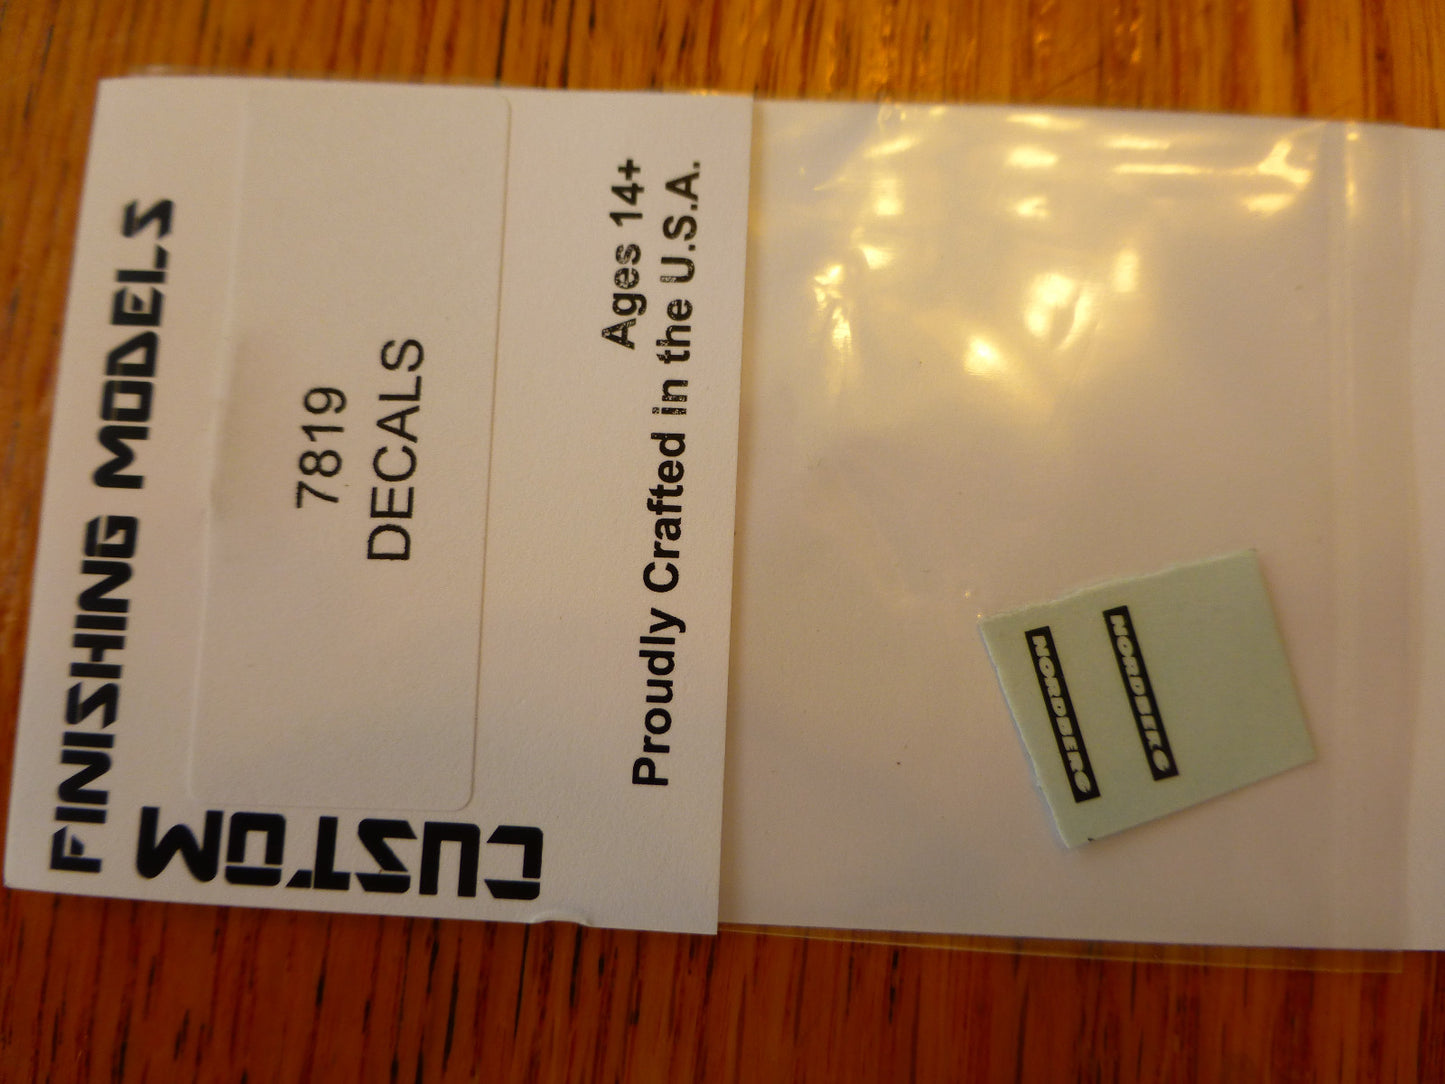 CUSTOM
FINISHING MODELS
7819
DECALS
Ages 14+
Proudly Crafted in the U.S.A.
NORDBERG
NORDBERG